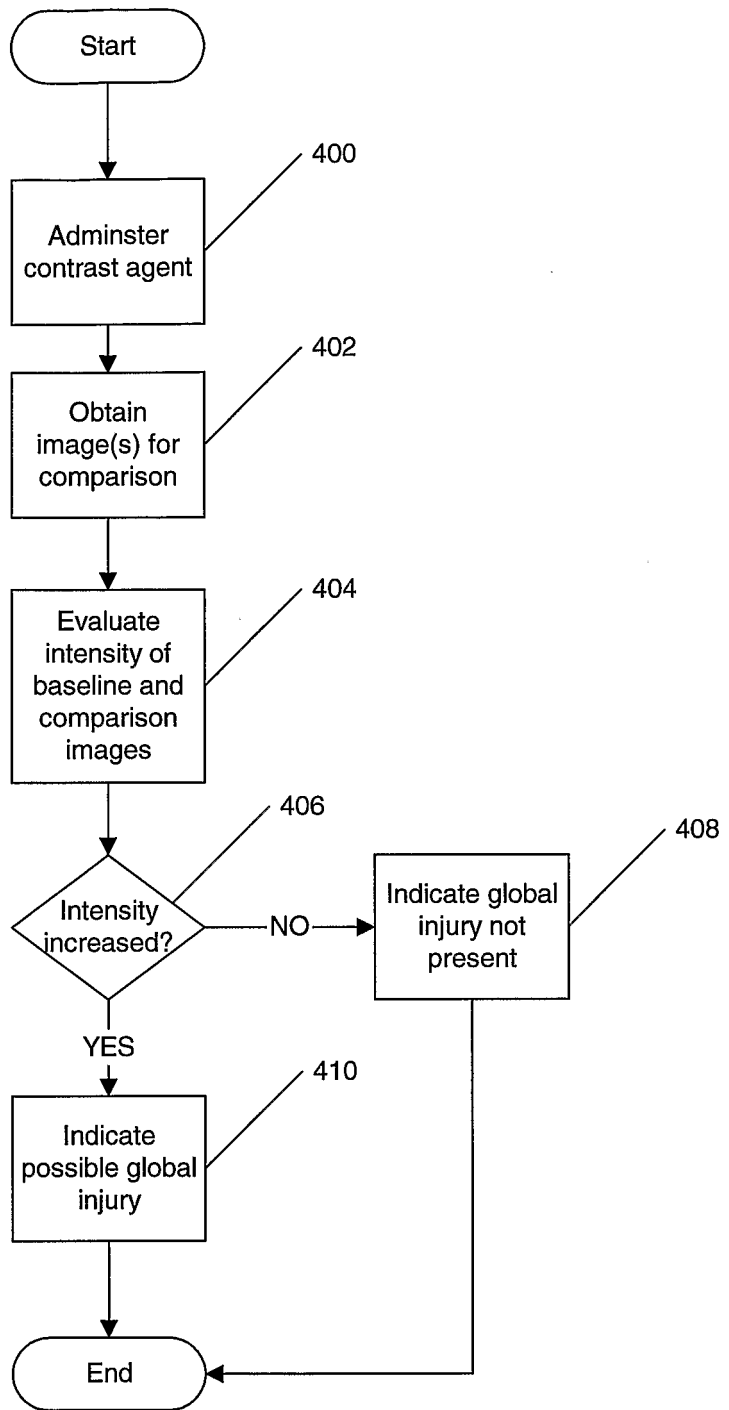 Start
400
Adminster
contrast agent
402
Obtain
image(s) for
comparison
404
Evaluate
intensity of
baseline and
comparison
images
406
Intensity
increased?
NO
408
Indicate global
injury not
present
YES
410
Indicate
possible global
injury
End